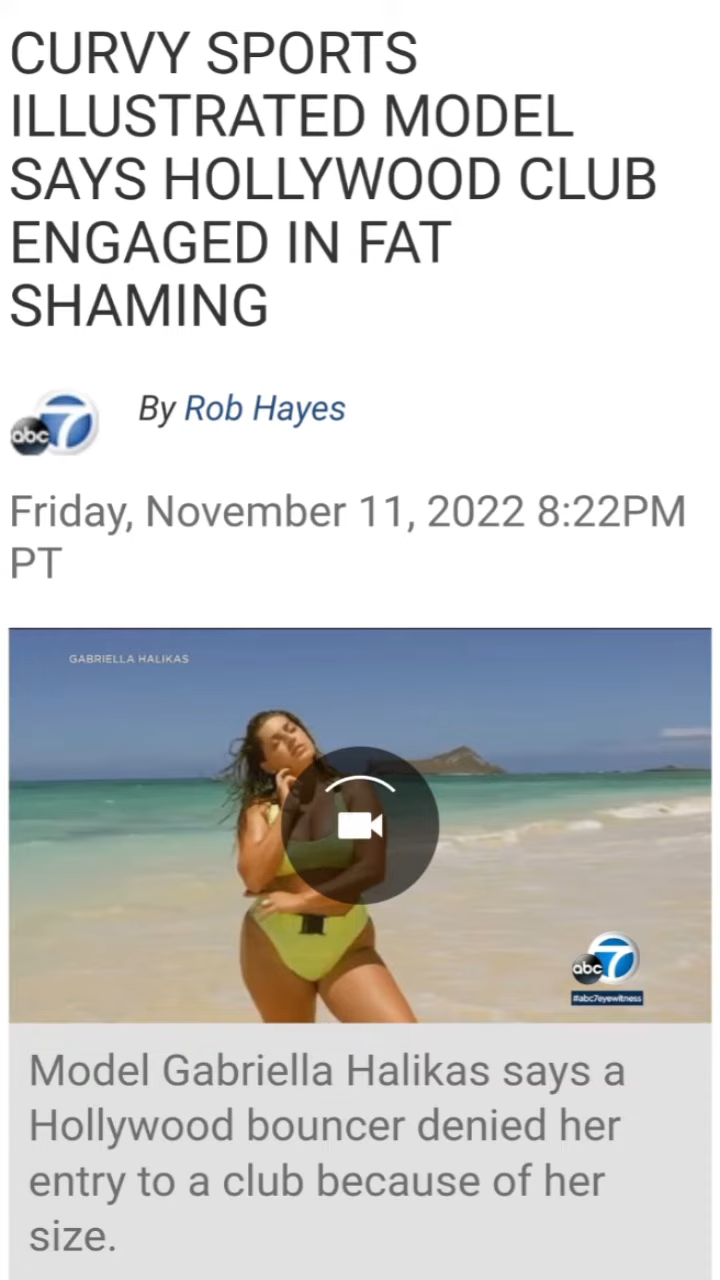 CURVY SPORTS
ILLUSTRATED MODEL
SAYS HOLLYWOOD CLUB
ENGAGED IN FAT
SHAMING
abc 7
By Rob Hayes
Friday, November 11, 2022 8:22PM
PT
GABRIELLA HALIKAS
abc 7
#abc7eyewitness
Model Gabriella Halikas says a
Hollywood bouncer denied her
entry to a club because of her
size.